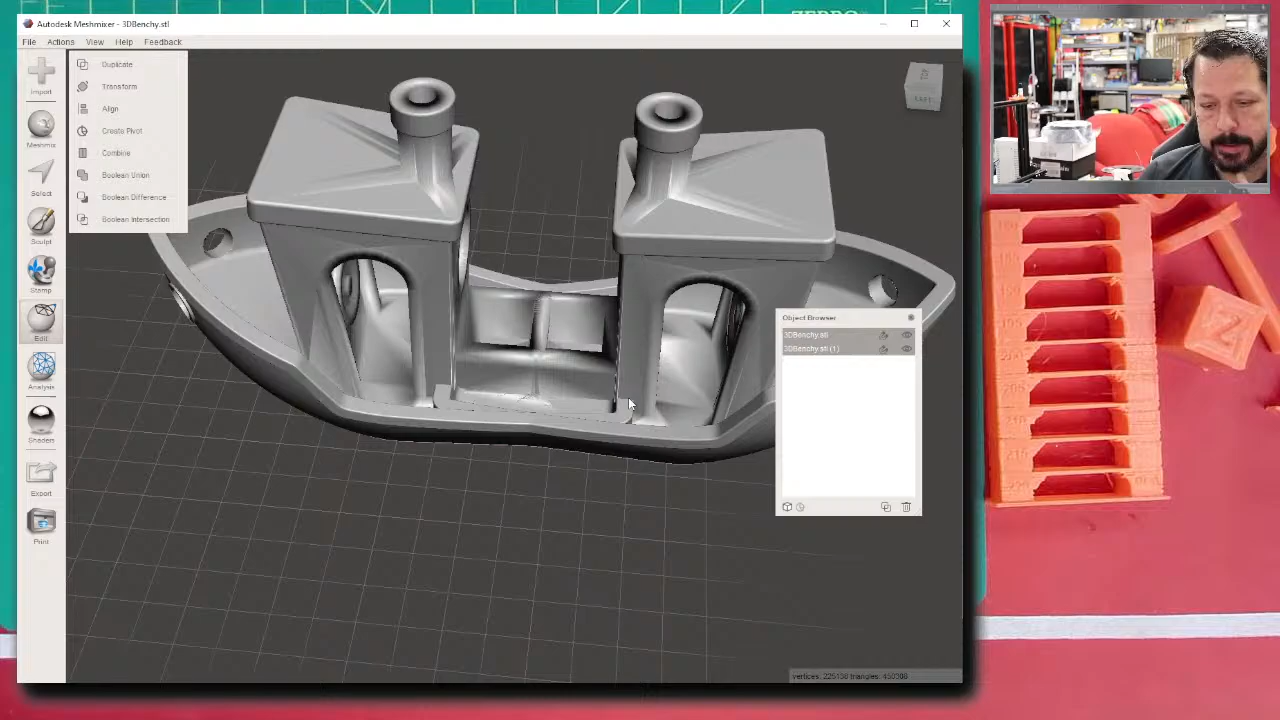 Autodesk Meshmixer - 3DBenchy.stl
File Actions View Help Feedback
Import
Meshmix
Select
Sculpt
Stamp
Edit
Analysis
Shaders
Export
Print
Duplicate
Transform
Align
Create Pivot
Combine
Boolean Union
Boolean Difference
Boolean Intersection
LEFT
Object Browser
3DBenchy.stl
3DBenchy.stl (1)
215